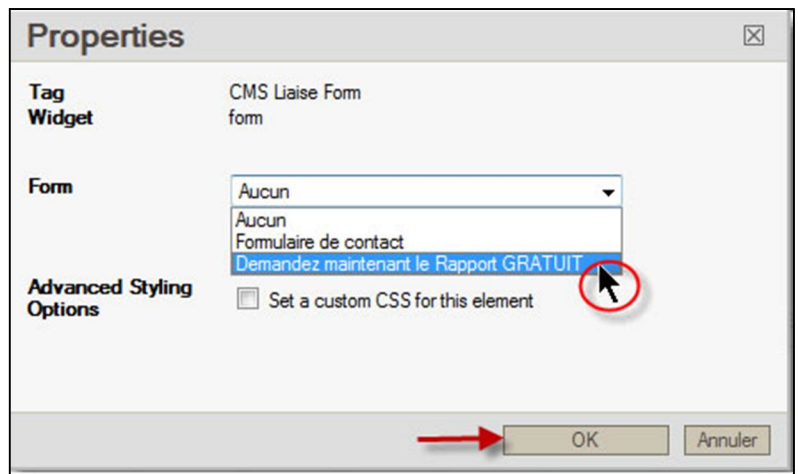 Properties
Tag CMS Liaise Form
Widget form
Form Aucun
Aucun
Formulaire de contact
Demandez maintenant le Rapport GRATUIT
Advanced Styling
Options
Set a custom CSS for this element
OK Annuler